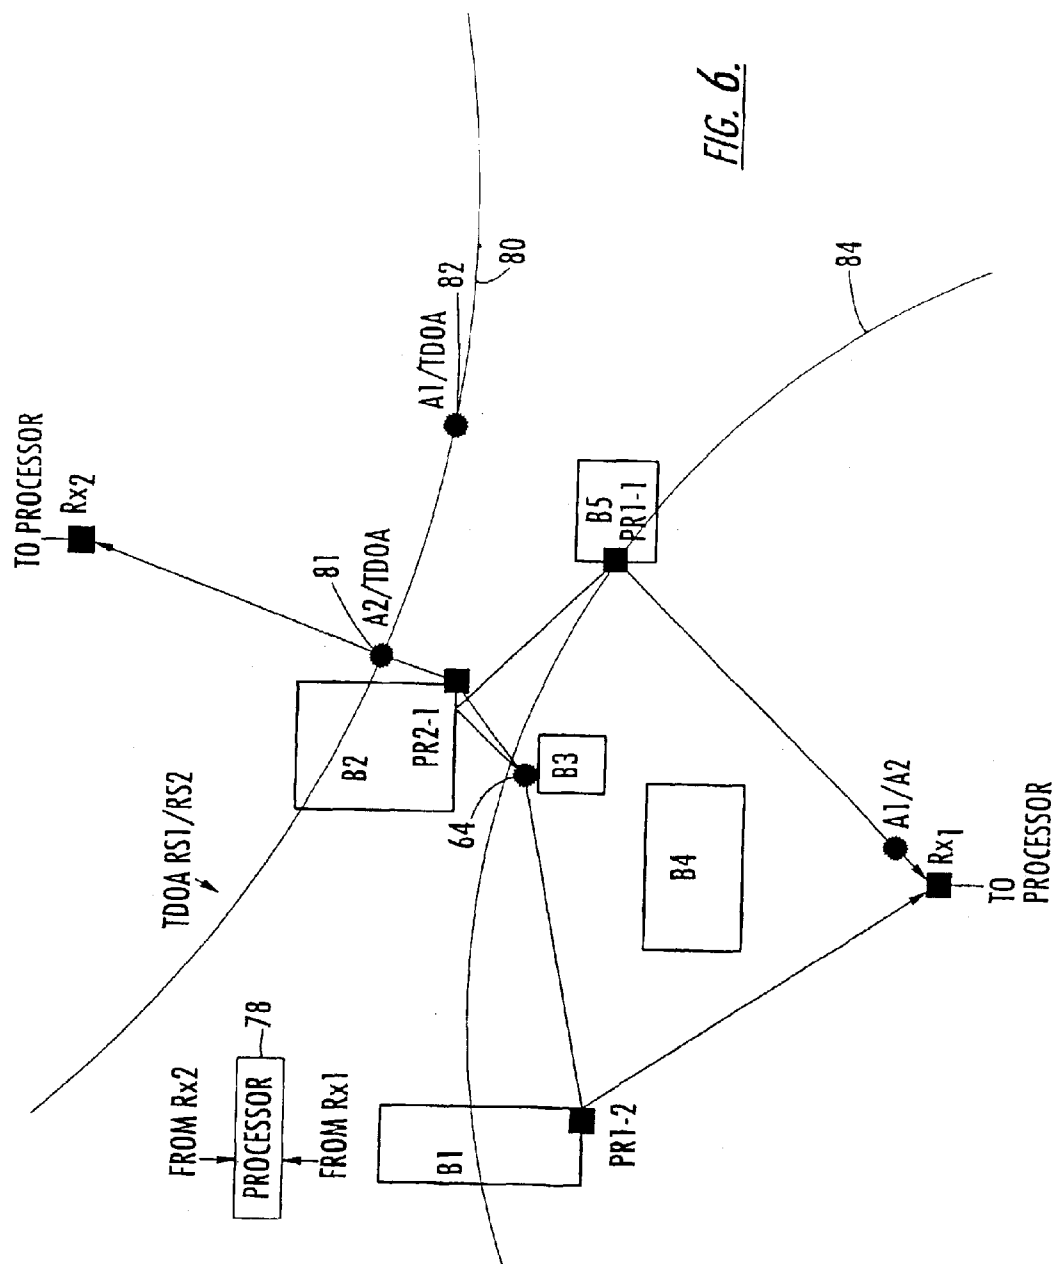 FROM Rx2
PROCESSOR
78
FROM Rx1
TDOA RS1/RS2
TO PROCESSOR
Rx2
81
A2/TDOA
A1/TDOA
82
80
B1
PR1-2
B2
PR2-1
64
B3
B4
B5
PR1-1
84
A1/A2
Rx1
TO
PROCESSOR
FIG. 6.